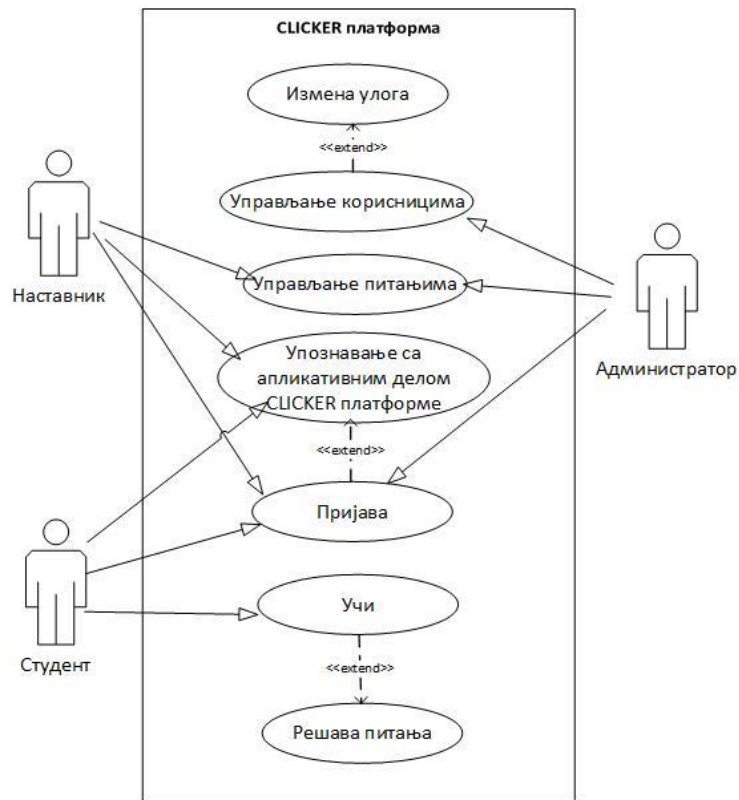 CLICKER платформа
Измена улога
<<extend>>
Управљање корисницима
Наставник
Управљање питањима
Администратор
Упознавање са
апликативним делом
CLICKER платформе
<<extend>>
Пријава
Студент
Учи
<<extend>>
Решава питања